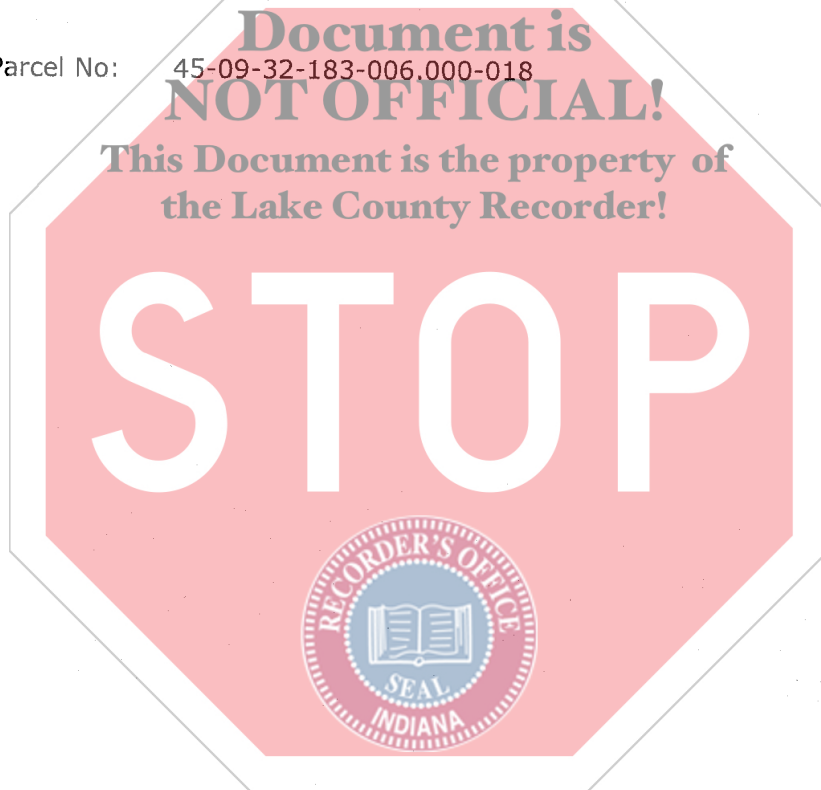 Document is
Parcel No: 45-09-32-183-006.000-018
NOT OFFICIAL!
This Document is the property of
the Lake County Recorder!
STOP
RECORDER'S OFFICE
SEAL
INDIANA